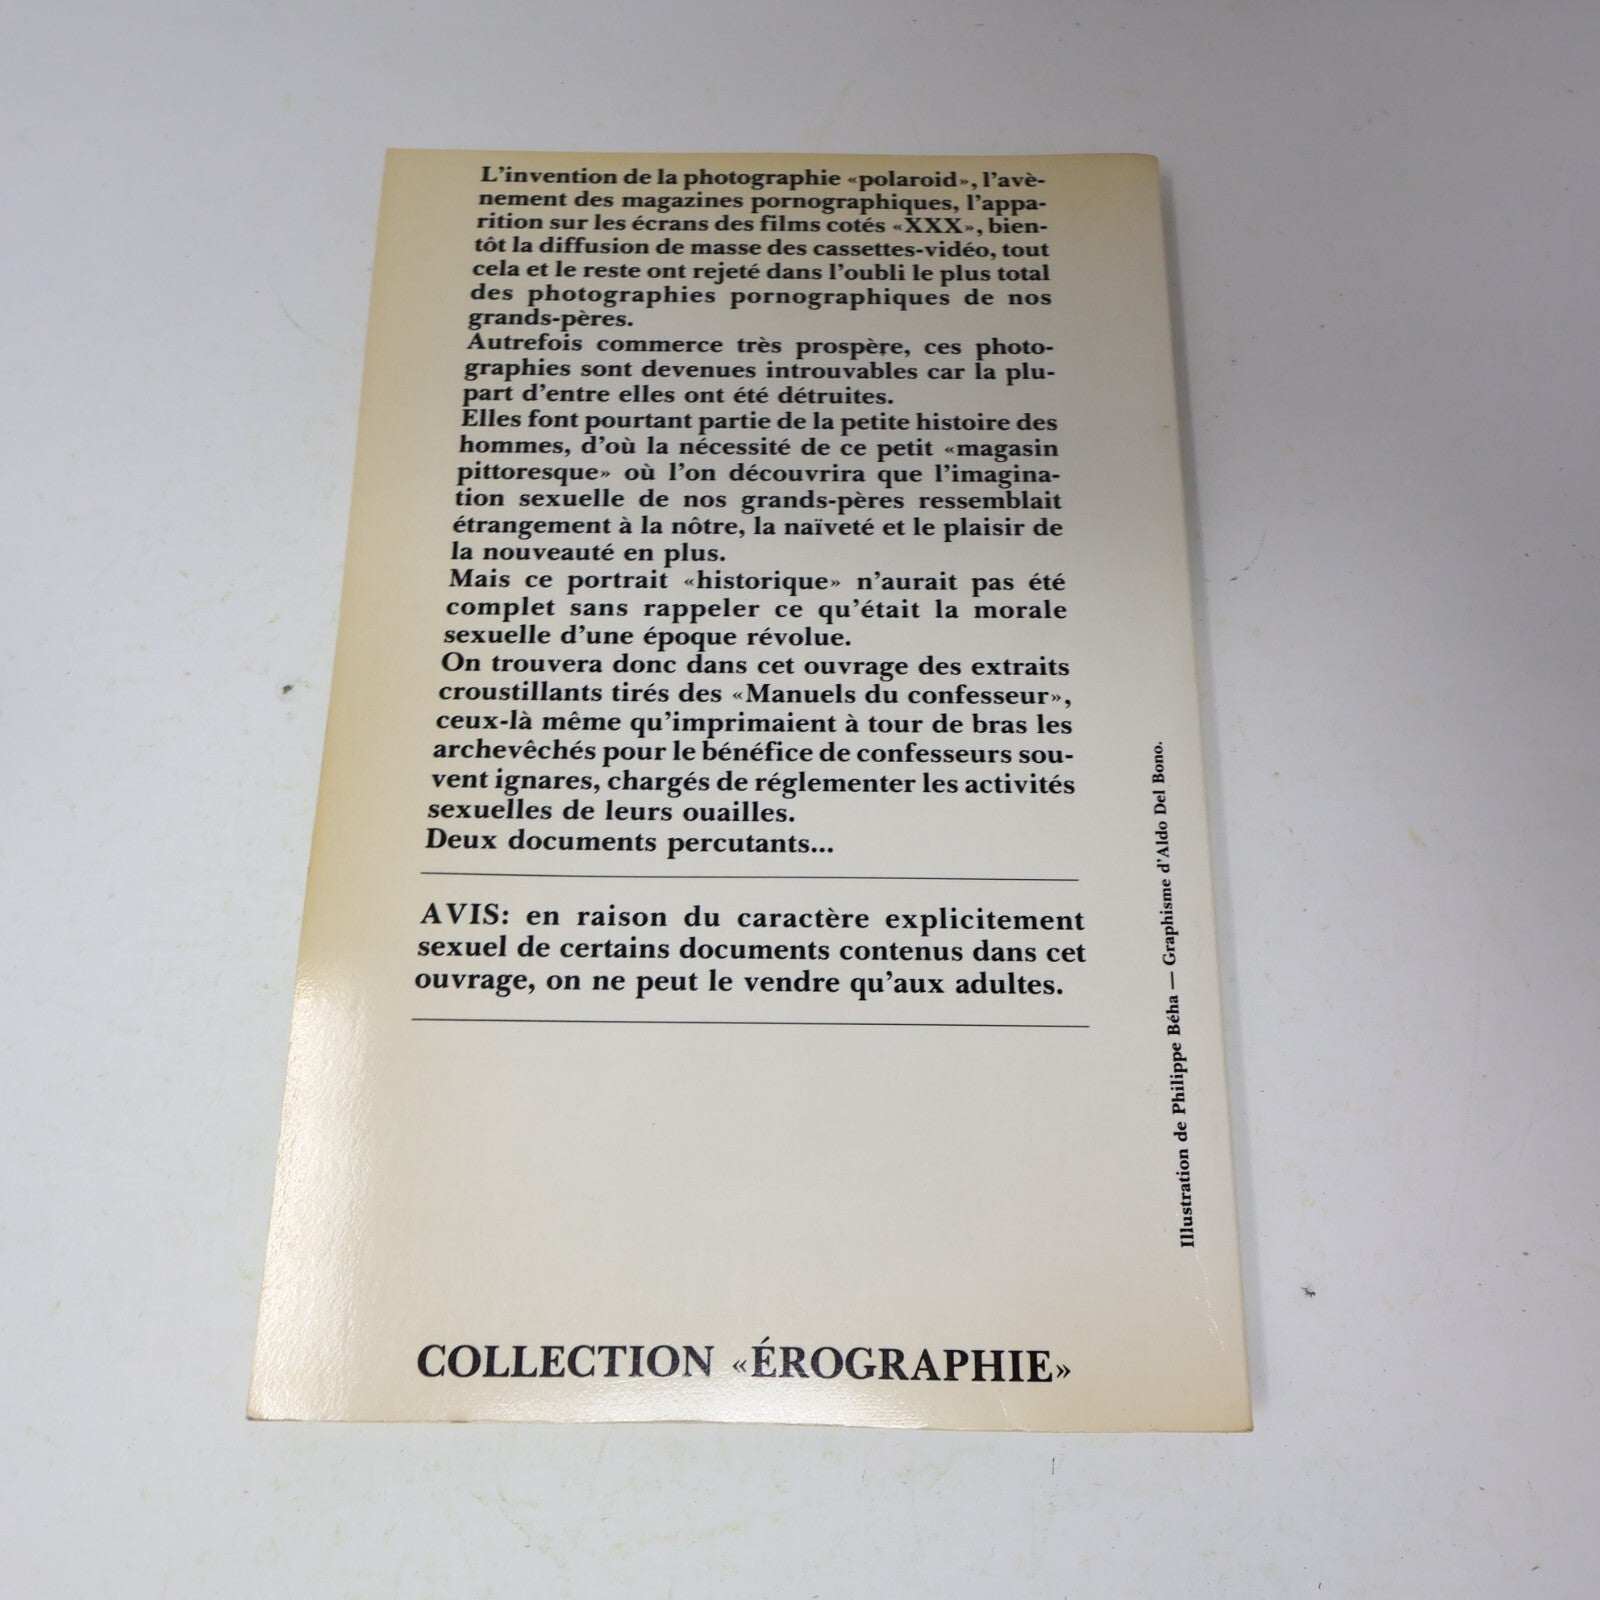 L'invention de la photographie «polaroid», l'avè-
nement des magazines pornographiques, l'appa-
rition sur les écrans des films cotés «XXX», bien-
tôt la diffusion de masse des cassettes-vidéo, tout
cela et le reste ont rejeté dans l'oubli le plus total
des photographies pornographiques de nos
grands-pères.
Autrefois commerce très prospère, ces photo-
graphies sont devenues introuvables car la plu-
part d'entre elles ont été détruites.
Elles font pourtant partie de la petite histoire des
hommes, d'où la nécessité de ce petit «magasin
pittoresque» où l'on découvrira que l'imagina-
tion sexuelle de nos grands-pères ressemblait
étrangement à la nôtre, la naïveté et le plaisir de
la nouveauté en plus.
Mais ce portrait «historique» n'aurait pas été
complet sans rappeler ce qu'était la morale
sexuelle d'une époque révolue.
On trouvera donc dans cet ouvrage des extraits
croustillants tirés des «Manuels du confesseur»,
ceux-là même qu'imprimaient à tour de bras les
archevêchés pour le bénéfice de confesseurs sou-
vent ignares, chargés de réglementer les activités
sexuelles de leurs ouailles.
Deux documents percutants...
AVIS: en raison du caractère explicitement
sexuel de certains documents contenus dans cet
ouvrage, on ne peut le vendre qu'aux adultes.
Illustration de Philippe Béha — Graphisme d'Aldo Del Bono.
COLLECTION «ÉROGRAPHIE»